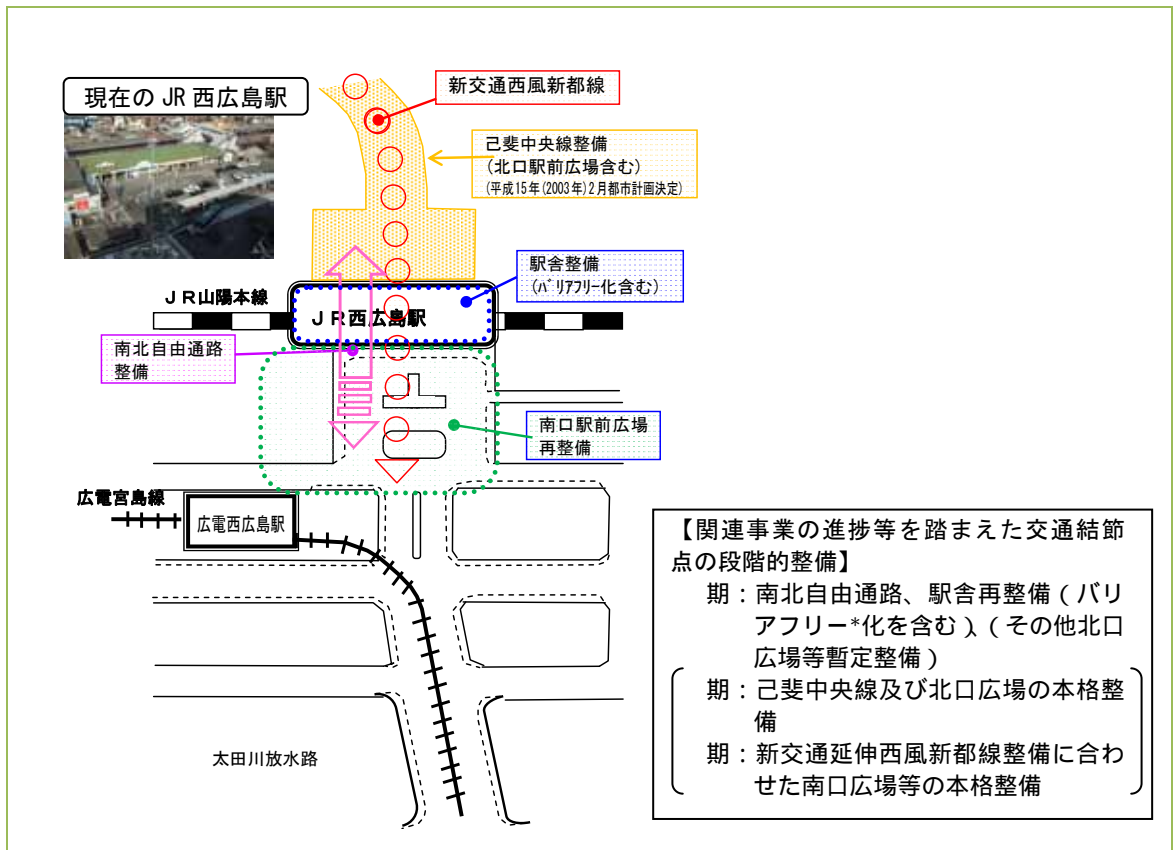 現在の JR 西広島駅
新交通西風新都線
己斐中央線整備
(北口駅前広場含む)
(平成15年(2003年)2月都市計画決定)
駅舎整備
(バリアフリー化含む)
JR山陽本線
JR西広島駅
南北自由通路
整備
南口駅前広場
再整備
広電宮島線
広電西広島駅
太田川放水路
【関連事業の進捗等を踏まえた交通結節
点の段階的整備】
期：南北自由通路、駅舎再整備（バリ
アフリー*化を含む）、（その他北口
広場等暫定整備）
期：己斐中央線及び北口広場の本格整
備
期：新交通延伸西風新都線整備に合わ
せた南口広場等の本格整備